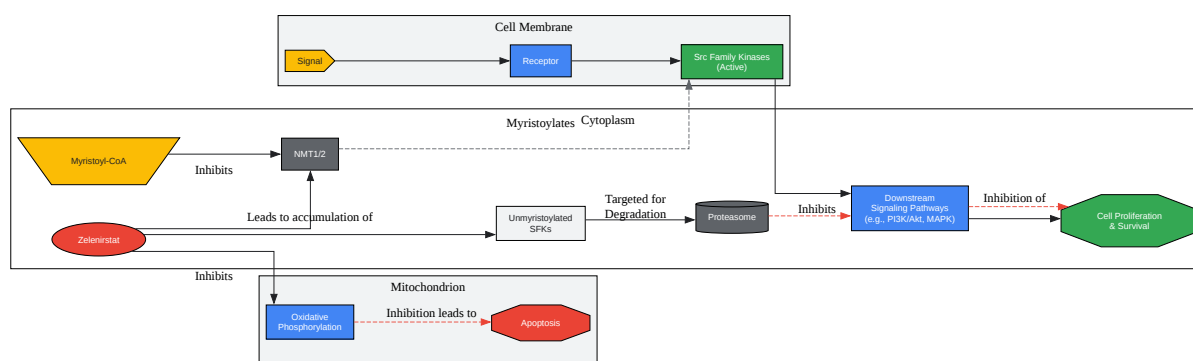 Cell Membrane
Signal
Receptor
Src Family Kinases
(Active)
Myristoylates
Cytoplasm
Myristoyl-CoA
Inhibits
NMT1/2
Leads to accumulation of
Zelenirstat
Unmyristoylated
SFKs
Targeted for
Degradation
Proteasome
Inhibits
Downstream
Signaling Pathways
(e.g., PI3K/Akt, MAPK)
Inhibition of
Cell Proliferation
& Survival
Inhibits
Mitochondrion
Oxidative
Phosphorylation
Inhibition leads to
Apoptosis